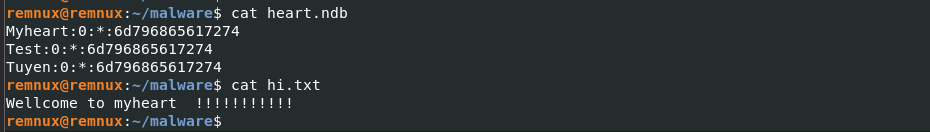 remnux@remnux:~/malware$ cat heart.ndb
Myheart:0:*:6d796865617274
Test:0:*:6d796865617274
Tuyen:0:*:6d796865617274
remnux@remnux:~/malware$ cat hi.txt
Wellcome to myheart  !!!!!!!!!!!
remnux@remnux:~/malware$